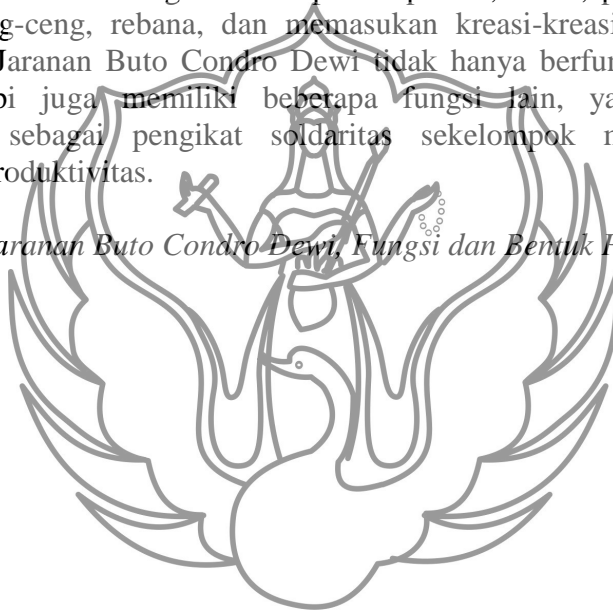 g-ceng, rebana, dan memasukan kreasi-kreasi
Jaranan Buto Condro Dewi tidak hanya berfur
pi juga memiliki beberapa fungsi lain, ya
sebagai pengikat soldaritas sekelompok
roduktivitas.
aranan Buto Condro Dewi, Fungsi dan Bentuk